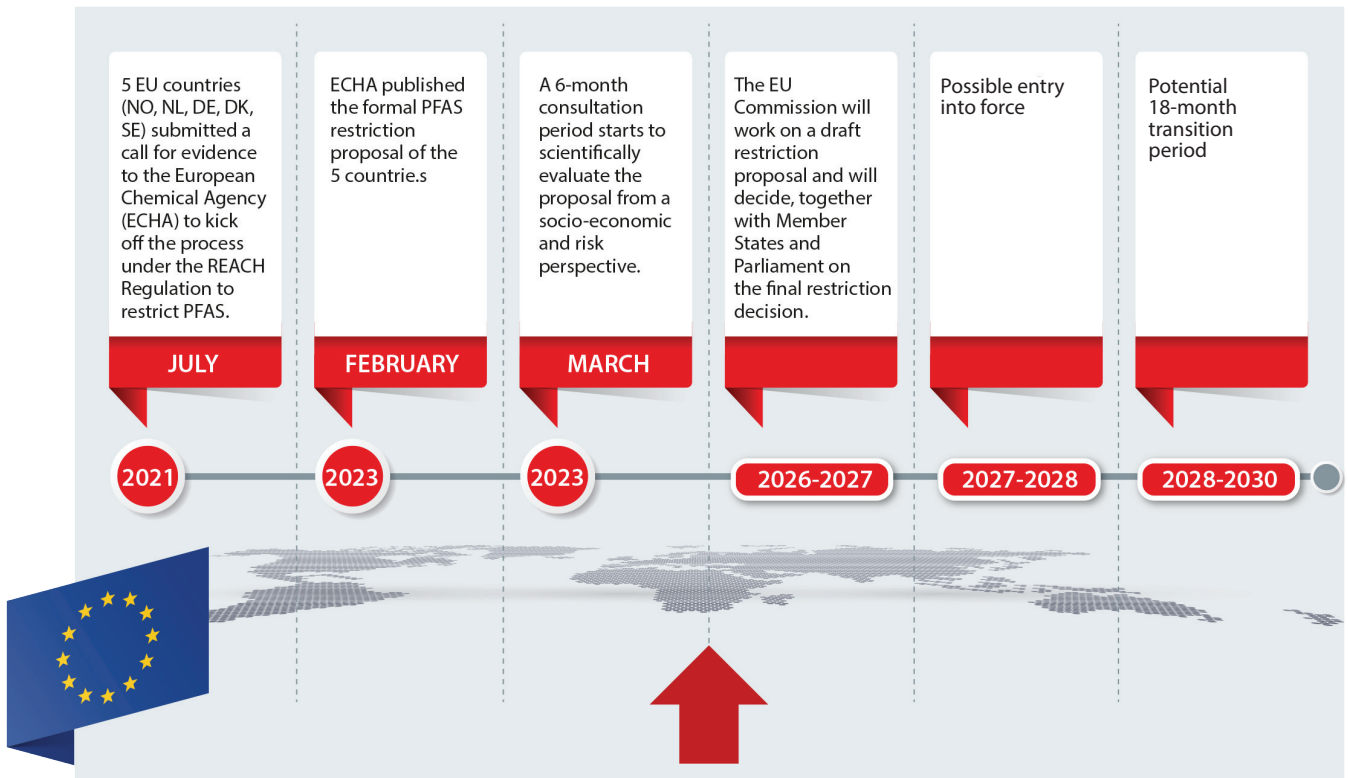 5 EU countries
(NO, NL, DE, DK,
SE) submitted a
call for evidence
to the European
Chemical Agency
(ECHA) to kick
off the process
under the REACH
Regulation to
restrict PFAS.
JULY
2021
ECHA published
the formal PFAS
restriction
proposal of the
5 countrie.s
FEBRUARY
2023
A 6-month
consultation
period starts to
scientifically
evaluate the
proposal from a
socio-economic
and risk
perspective.
MARCH
2023
The EU
Commission will
work on a draft
restriction
proposal and will
decide, together
with Member
States and
Parliament on
the final restriction
decision.
2026-2027
Possible entry
into force
2027-2028
Potential
18-month
transition
period
2028-2030